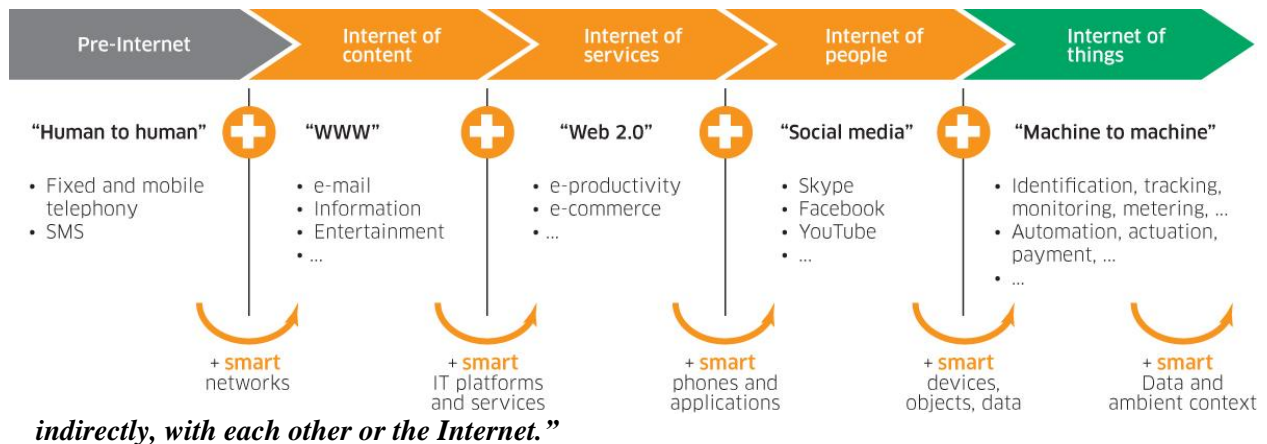 Pre-Internet
Internet of
content
Internet of
services
Internet of
people
Internet of
things
“Human to human”
• Fixed and mobile
telephony
• SMS
“WWW”
• e-mail
• Information
• Entertainment
• ...
“Web 2.0”
• e-productivity
• e-commerce
• ...
“Social media”
• Skype
• Facebook
• YouTube
• ...
“Machine to machine”
• Identification, tracking,
monitoring, metering, ...
• Automation, actuation,
payment, ...
• ...
+ smart
networks
+ smart
IT platforms
and services
+ smart
phones and
applications
+ smart
devices,
objects, data
+ smart
Data and
ambient context
indirectly, with each other or the Internet.”